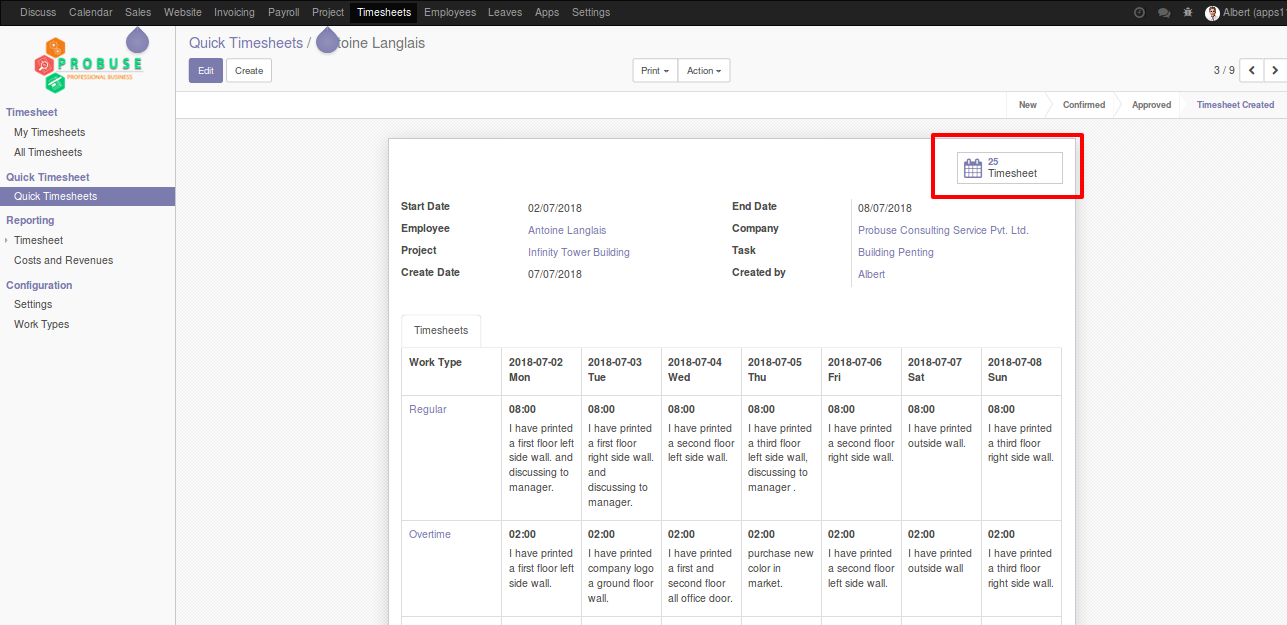 Discuss Calendar Sales Website Invoicing Payroll Project Timesheets Employees Leaves Apps Settings Albert (apps1
PROBUSE
PROFESSIONAL BUSINESS
Quick Timesheets / toine Langlais
Edit Create Print Action 3 / 9
New Confirmed Approved Timesheet Created
Timesheet
My Timesheets
All Timesheets
Quick Timesheet
Quick Timesheets
Reporting
Timesheet
Costs and Revenues
Configuration
Settings
Work Types
25
Timesheet
Start Date 02/07/2018 End Date 08/07/2018
Employee Antoine Langlais Company Probuse Consulting Service Pvt. Ltd.
Project Infinity Tower Building Task Building Penting
Create Date 07/07/2018 Created by Albert
Timesheets
Work Type 2018-07-02 2018-07-03 2018-07-04 2018-07-05 2018-07-06 2018-07-07 2018-07-08
Mon Tue Wed Thu Fri Sat Sun
Regular 08:00 08:00 08:00 08:00 08:00 08:00 08:00
I have printed
a first floor left
side wall. and
discussing to
manager.
I have printed
a first floor
right side wall.
and
discussing to
manager.
I have printed
a second floor
left side wall.
I have printed
a third floor
left side wall,
discussing to
manager .
I have printed
a second floor
right side wall.
I have printed
outside wall.
I have printed
a third floor
right side wall.
Overtime 02:00 02:00 02:00 02:00 02:00 02:00 02:00
I have printed
a first floor left
side wall.
I have printed
company logo
a ground floor
wall.
I have printed
a first and
second floor
all office door.
purchase new
color in
market.
I have printed
a second floor
left side wall.
I have printed
outside wall
I have printed
a third floor
right side wall.